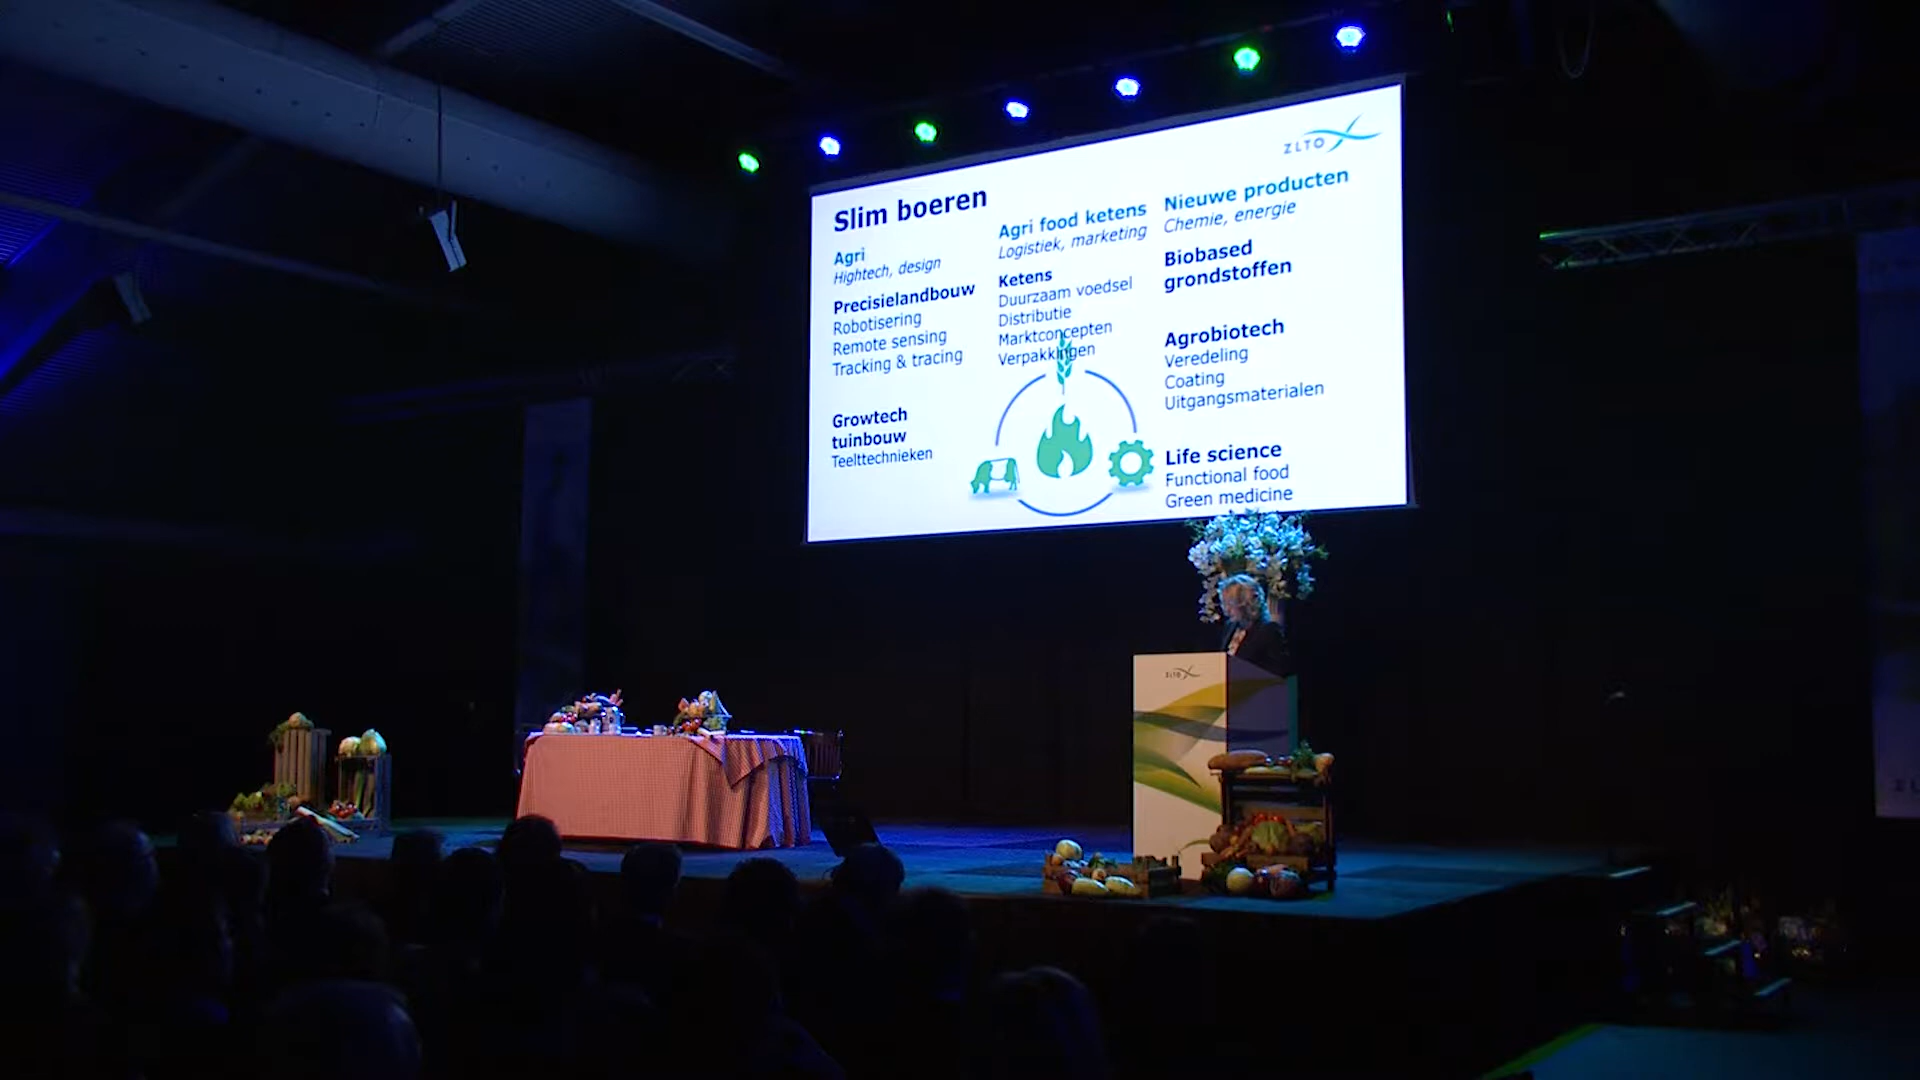 ZLTO
Slim boeren
Agri
Hightech, design
Precisielandbouw
Robotisering
Remote sensing
Tracking & tracing
Growtech
tuinbouw
Teelttechnieken
Agri food ketens
Logistiek, marketing
Ketens
Duurzaam voedsel
Distributie
Marktconcepten
Verpakkingen
Nieuwe producten
Chemie, energie
Biobased
grondstoffen
Agrobiotech
Veredeling
Coating
Uitgangsmaterialen
Life science
Functional food
Green medicine
ZLTO